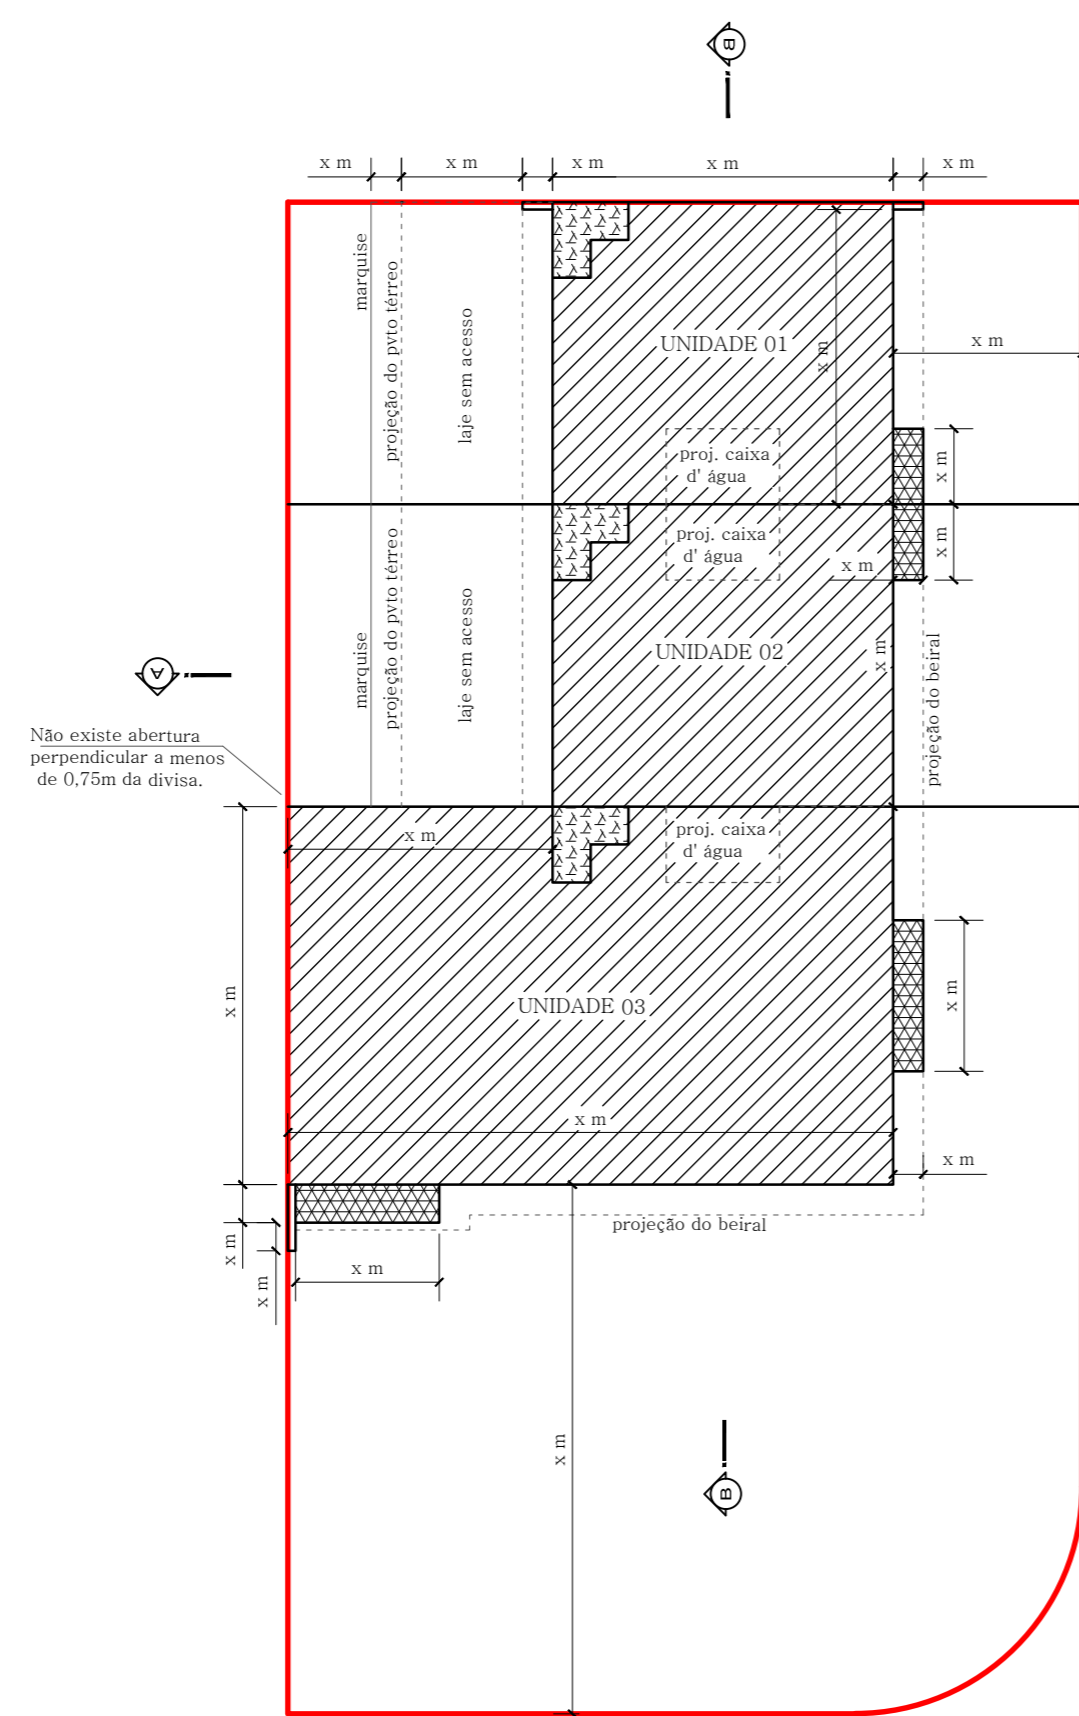 B
x m
x m
x m
x m
x m
marquise
projeção do pvto térreo
laje sem acesso
UNIDADE 01
x m
x m
proj. caixa
d' água
x m
proj. caixa
d' água
x m
x m
marquise
projeção do pvto térreo
laje sem acesso
UNIDADE 02
x m
projeção do beiral
A
Não existe abertura
perpendicular a menos
de 0,75m da divisa.
x m
proj. caixa
d' água
x m
UNIDADE 03
x m
x m
x m
projeção do beiral
x m
x m
x m
x m
B